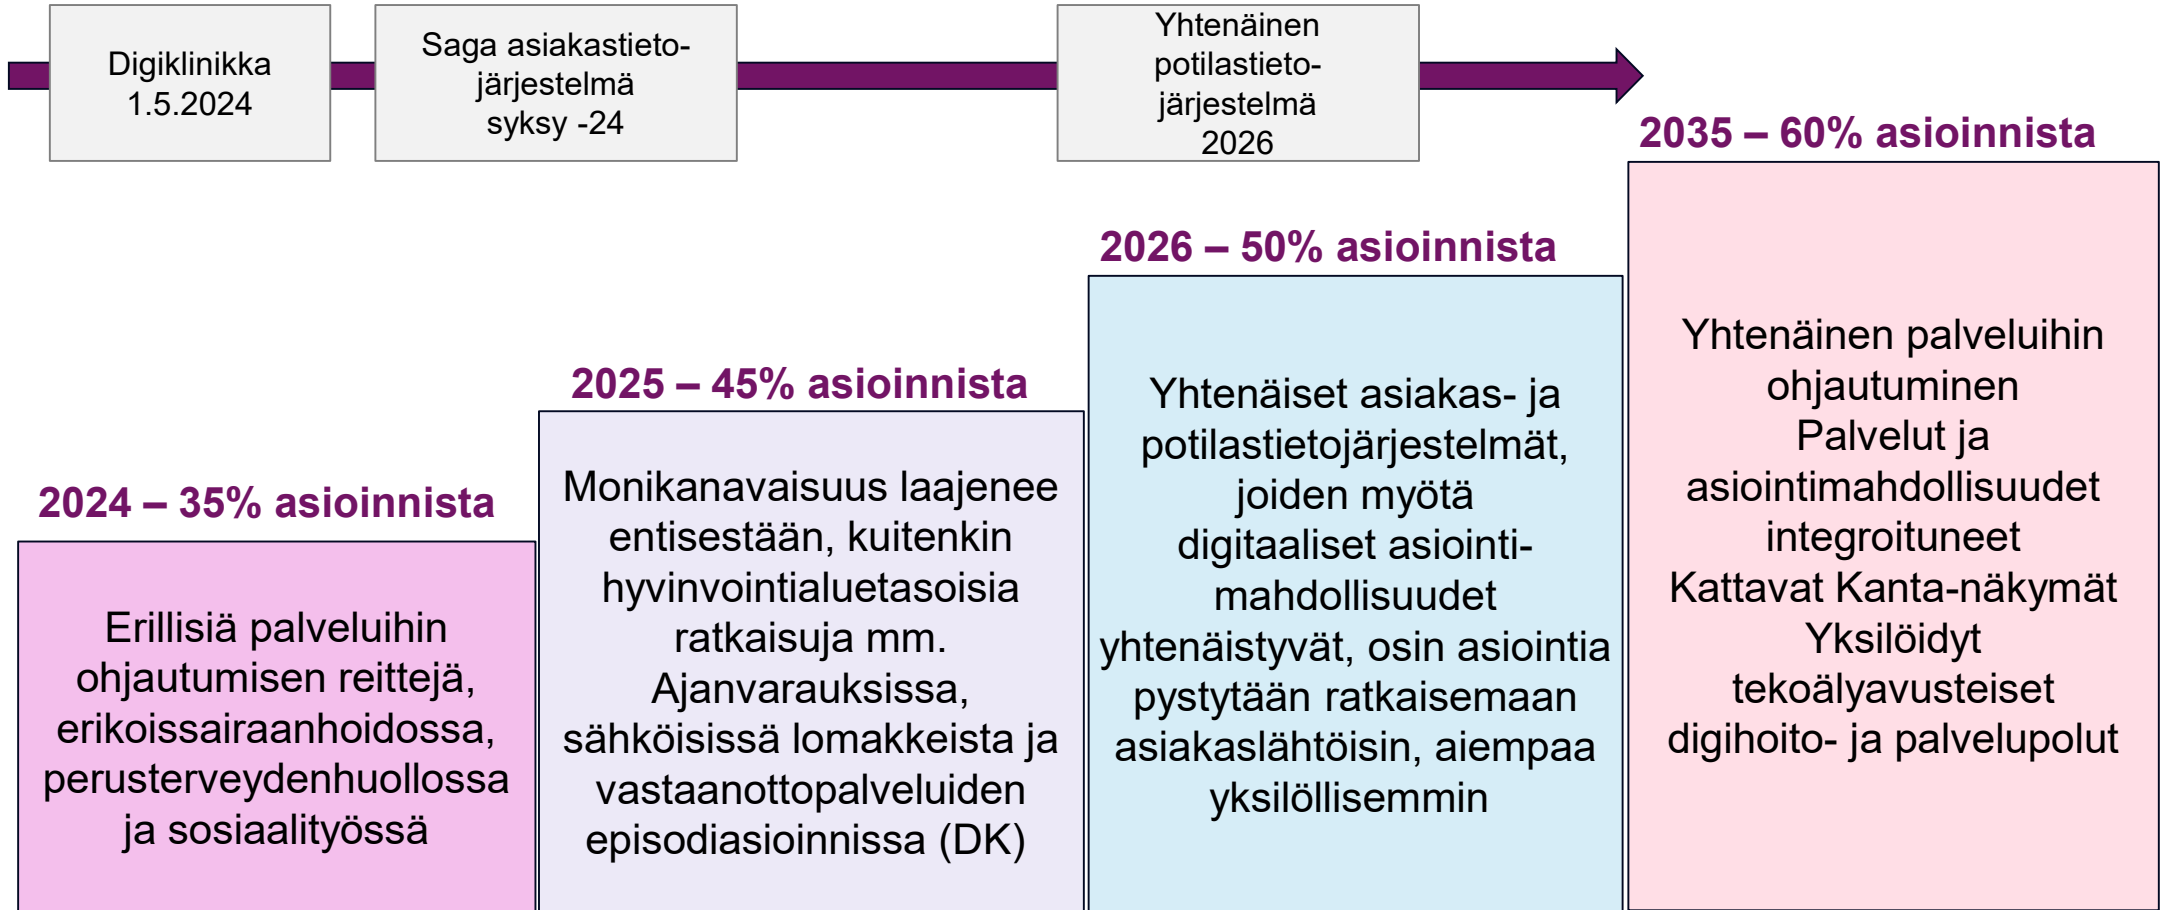 Digiklinikka
1.5.2024
Saga asiakastieto-
järjestelmä
syksy -24
Yhtenäinen
potilastieto-
järjestelmä
2026
2024 – 35% asioinnista
Erillisiä palveluihin
ohjautumisen reittejä,
erikoissairaanhoidossa,
perusterveydenhuollossa
ja sosiaalityössä
2025 – 45% asioinnista
Monikanavaisuus laajenee
entisestään, kuitenkin
hyvinvointialuetasoisia
ratkaisuja mm.
Ajanvarauksissa,
sähköisissä lomakkeista ja
vastaanottopalveluiden
episodiasioinnissa (DK)
2026 – 50% asioinnista
Yhtenäiset asiakas- ja
potilastietojärjestelmät,
joiden myötä
digitaaliset asiointi-
mahdollisuudet
yhtenäistyvät, osin asiointia
pystytään ratkaisemaan
asiakaslähtöisin, aiempaa
yksilöllisemmin
2035 – 60% asioinnista
Yhtenäinen palveluihin
ohjautuminen
Palvelut ja
asiointimahdollisuudet
integroituneet
Kattavat Kanta-näkymät
Yksilöidyt
tekoälyavusteiset
digihoito- ja palvelupolut